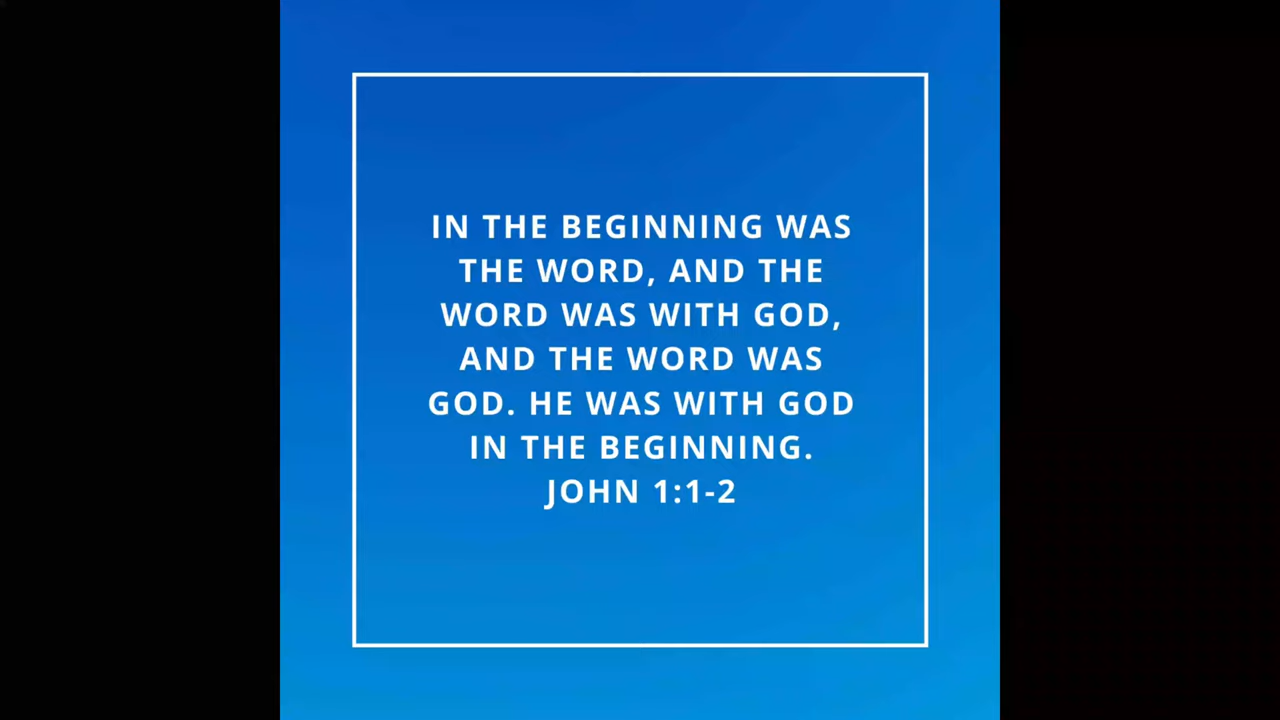 IN THE BEGINNING WAS
THE WORD, AND THE
WORD WAS WITH GOD,
AND THE WORD WAS
GOD. HE WAS WITH GOD
IN THE BEGINNING.
JOHN 1:1-2